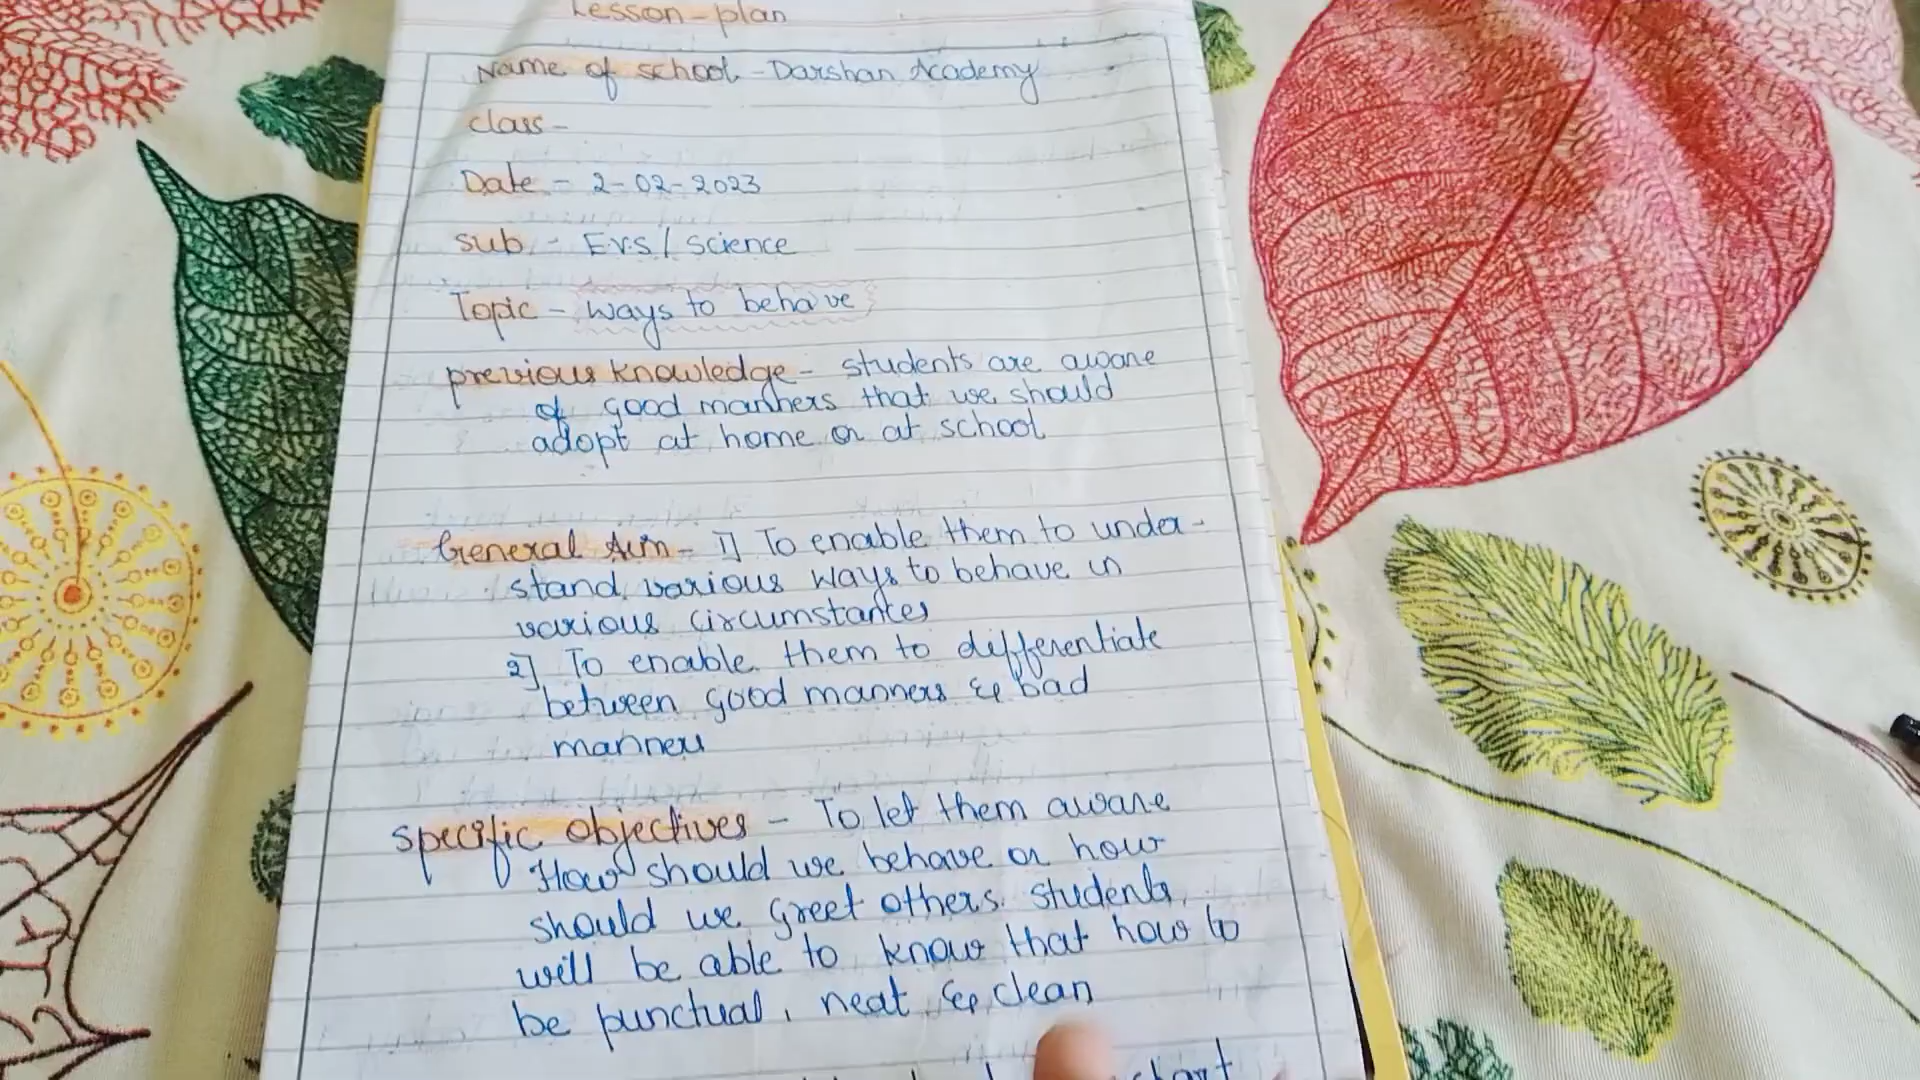 Lesson-plan
Name of school - Darshan Academy
class -
Date - 2-02-2023
sub - E.V.S / Science
Topic - ways to behave
previous knowledge - students are aware
of good manners that we should
adopt at home or at school
General Aim - 1] To enable them to under-
stand various ways to behave in
various circumstances
2] To enable them to differentiate
between good manners & bad
manners
specific objectives - To let them aware
How should we behave or how
should we greet others. students
will be able to know that how to
be punctual, neat & clean
chart